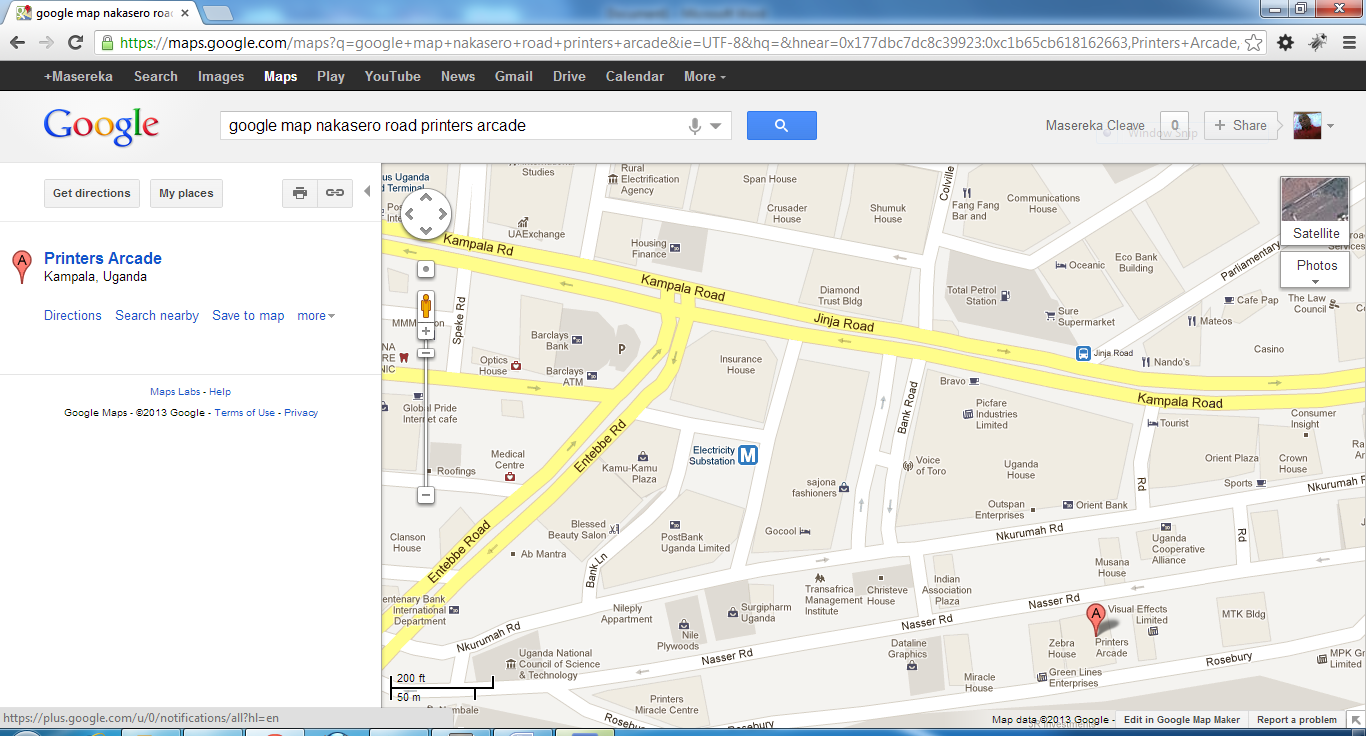 google map nakasero road
https://maps.google.com/maps?q=google+map+nakasero+road+printers+arcade&ie=UTF-8&hq=&hnear=0x177dbc7dc8c39923:0xc1b65cb618162663,Printers+Arcade,
+Masereka Search Images Maps Play YouTube News Gmail Drive Calendar More
Google
google map nakasero road printers arcade
Masereka Cleave 0 + Share
Window Snip
Get directions My places
A
Printers Arcade
Kampala, Uganda
Directions Search nearby Save to map more
Maps Labs - Help
Google Maps - ©2013 Google - Terms of Use - Privacy
Studies
Rural
Electrification
Agency
Span House
Crusader
House
Shumuk
House
Colville
Fang Fang
Bar and
Communications
House
Satellite
Photos
UAExchange
Kampala Rd
Housing
Finance
Kampala Road
Diamond
Trust Bldg
Jinja Road
Total Petrol
Station
Oceanic
Eco Bank
Building
Parliamentary
Sure
Supermarket
Cafe Pap
The Law
Council
Mateos
Casino
Jinja Road
Nando's
Kampala Road
Speke Rd
Barclays
Bank
P
Optics
House
Barclays
ATM
Insurance
House
Global Pride
Internet cafe
Bank Road
Bravo
Picfare
Industries
Limited
Tourist
Consumer
Insight
Entebbe Rd
Electricity
Substation
M
Medical
Centre
Roofings
Kamu-Kamu
Plaza
sajona
fashioners
Voice
of Toro
Uganda
House
Orient Plaza
Crown
House
Sports
Nkurumah R
Rd
Outspan
Enterprises
Orient Bank
Nkurumah Rd
Rd
Clanson
House
Entebbe Road
Blessed
Beauty Salon
Ab Mantra
PostBank
Uganda Limited
Gocool
Bank Ln
Uganda
Cooperative
Alliance
Musana
House
Transafrica
Management
Institute
Christeve
House
Indian
Association
Plaza
Nasser Rd
A
Visual Effects
Limited
MTK Bldg
entenary Bank
International
Department
Nileply
Appartment
Surgipharm
Uganda
Nkurumah Rd
Nile
Plywoods
Nasser Rd
Dataline
Graphics
Zebra
House
Printers
Arcade
Rosebury
MPK Gr
Limited
Uganda National
Council of Science
& Technology
Nasser Rd
Miracle
House
Green Lines
Enterprises
Printers
Miracle Centre
Rosebury
200 ft
50 m
https://plus.google.com/u/0/notifications/all?hl=en
Map data ©2013 Google - Edit in Google Map Maker Report a problem